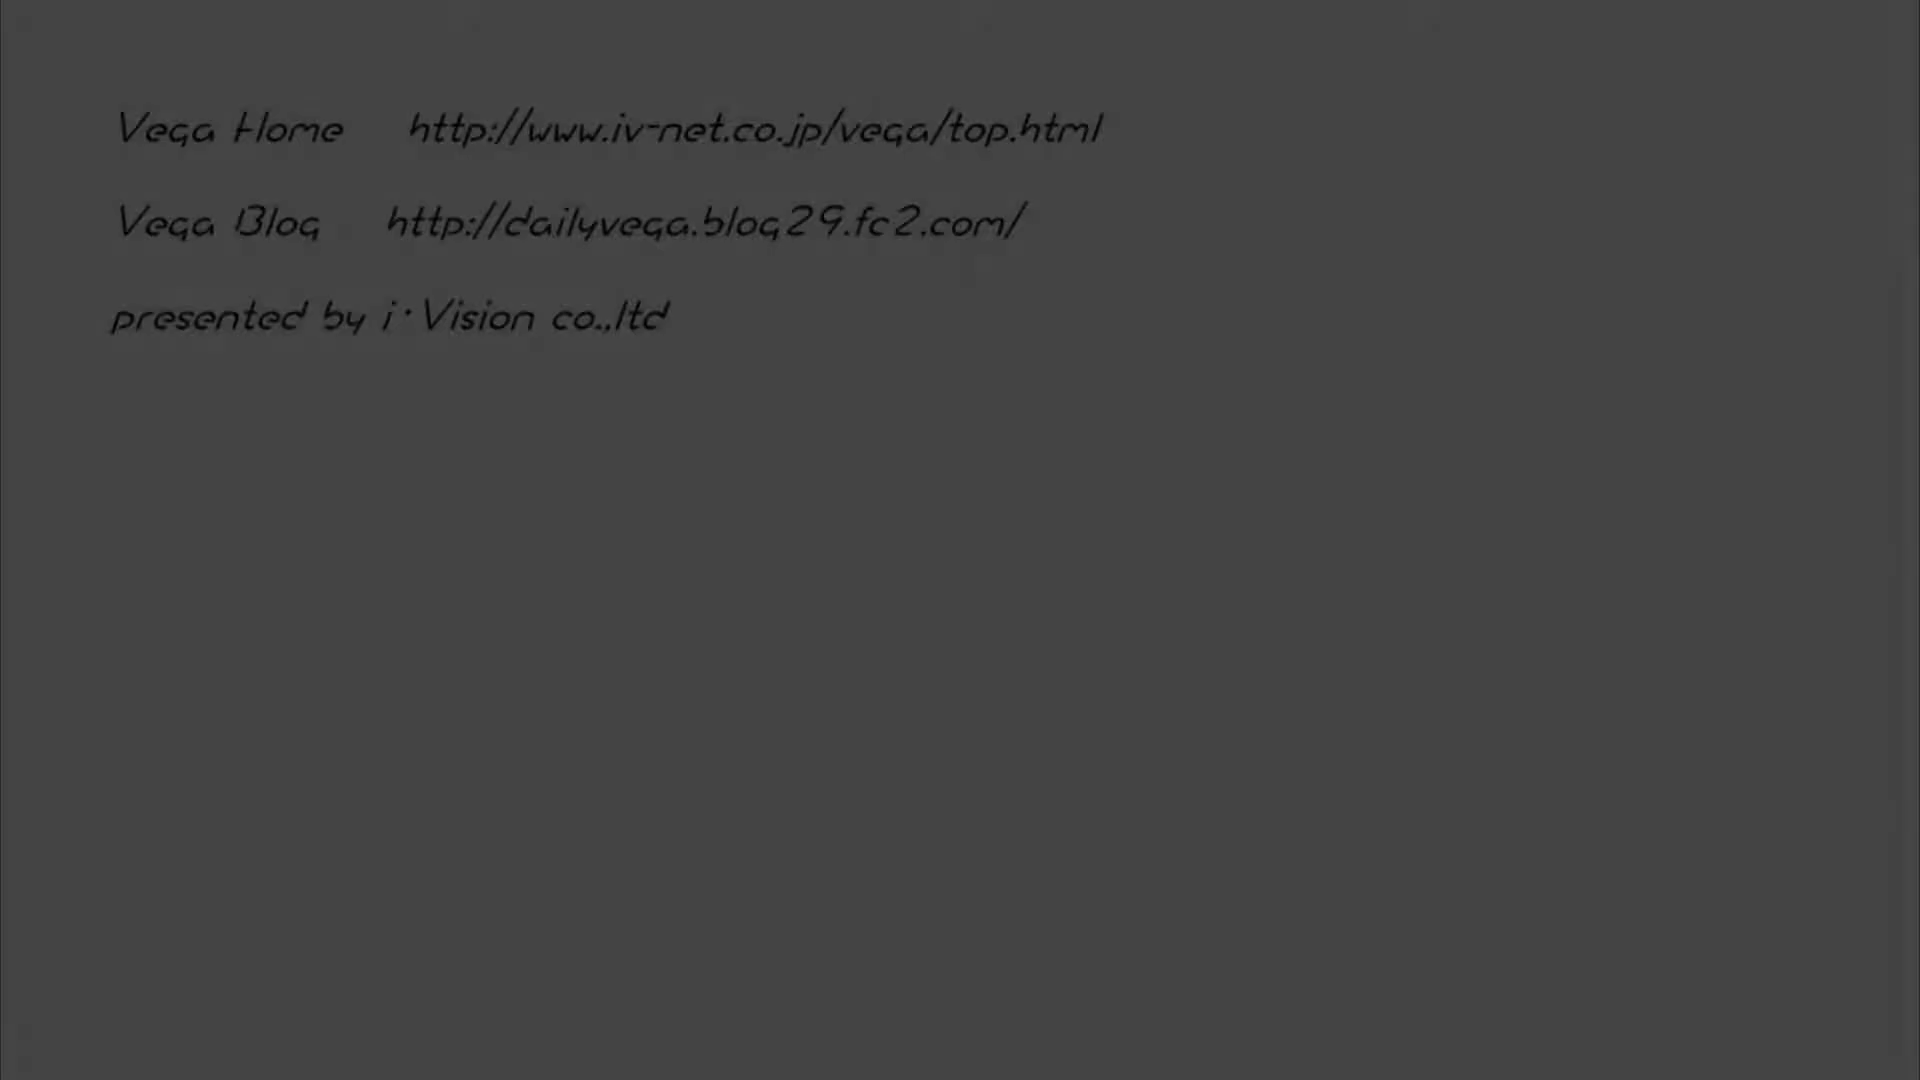 Vega Home http://www.iv-net.co.jp/vega/top.html
Vega Blog http://dailyvega.blog29.fc2.com/
presented by i・Vision co.,ltd